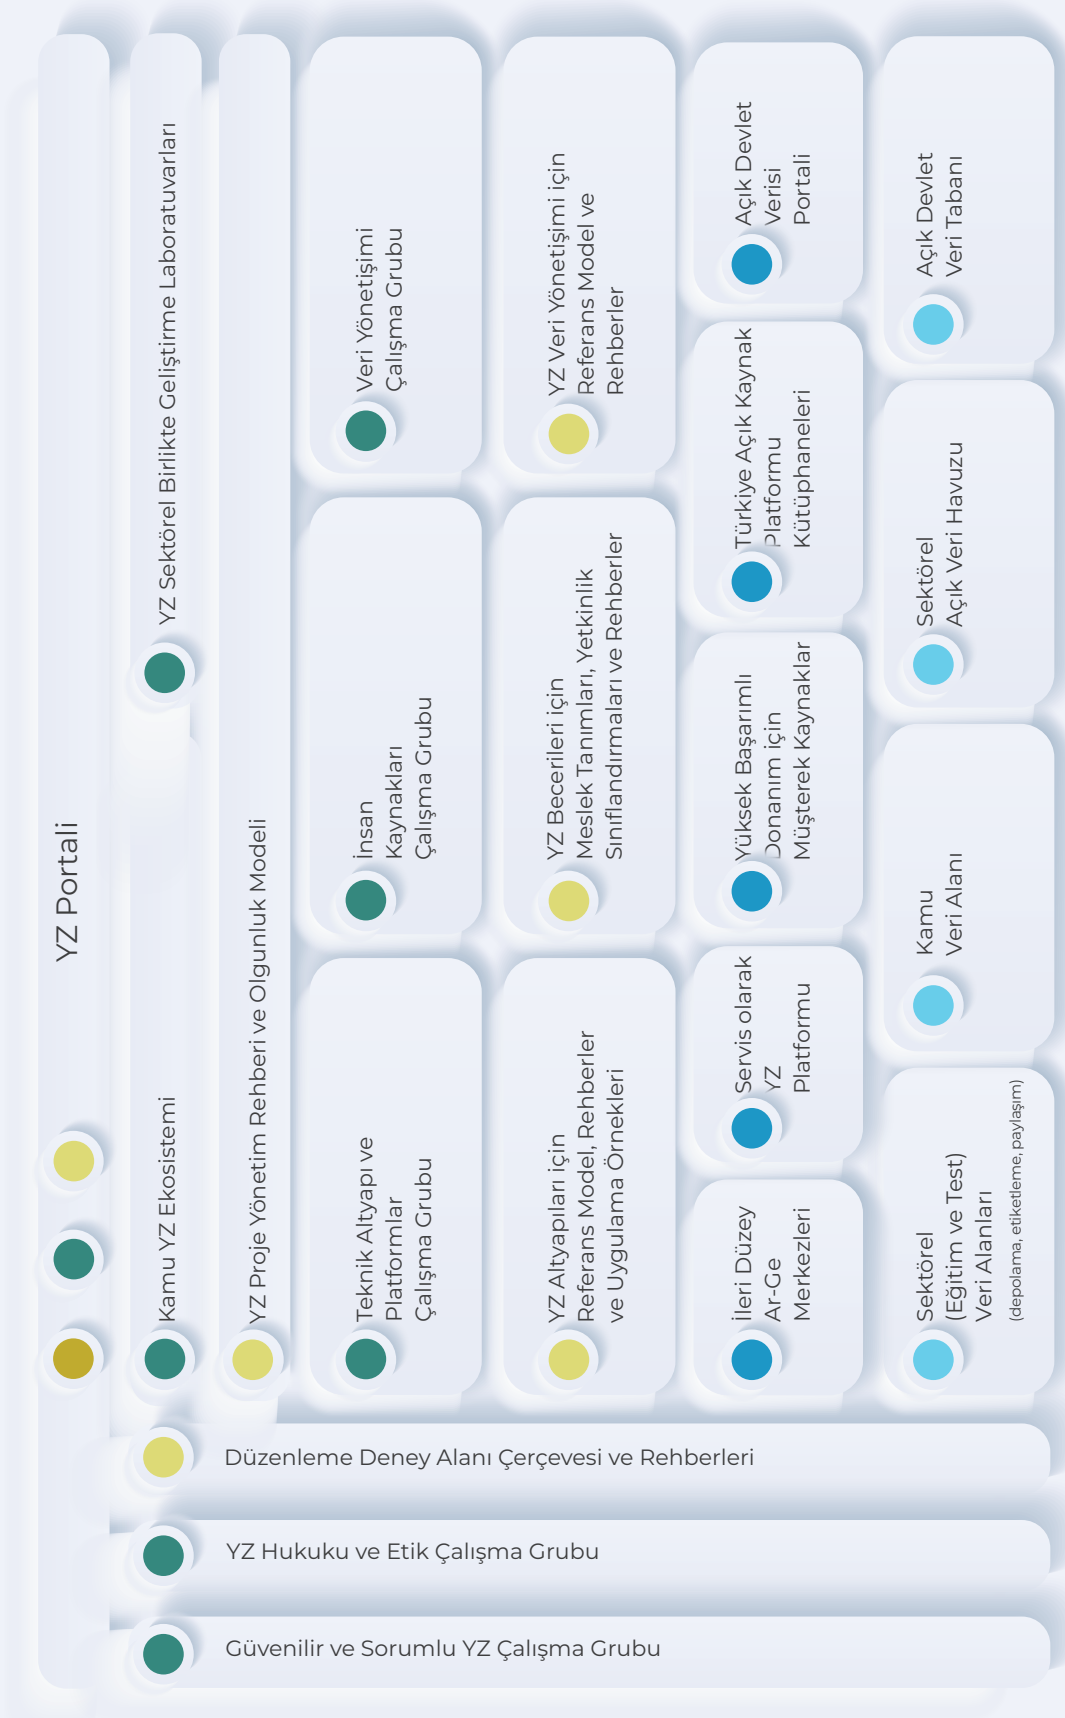 YZ Portali
Kamu YZ Ekosistemi
YZ Sektörel Birlikte Geliştirme Laboratuvarları
YZ Proje Yönetim Rehberi ve Olgunluk Modeli
Teknik Altyapı ve
Platformlar
Çalışma Grubu
İnsan
Kaynakları
Çalışma Grubu
Veri Yönetişimi
Çalışma Grubu
YZ Altyapıları için
Referans Model, Rehberler
ve Uygulama Örnekleri
YZ Becerileri için
Meslek Tanımları, Yetkinlik
Sınıflandırmaları ve Rehberler
YZ Veri Yönetişimi için
Referans Model ve
Rehberler
İleri Düzey
Ar-Ge
Merkezleri
Servis olarak
YZ
Platformu
Yüksek Başarımlı
Donanım için
Müşterek Kaynaklar
Türkiye Açık Kaynak
Platformu
Kütüphaneleri
Açık Devlet
Verisi
Portali
Sektörel
(Eğitim ve Test)
Veri Alanları
(depolama, etiketleme, paylaşım)
Kamu
Veri Alanı
Sektörel
Açık Veri Havuzu
Açık Devlet
Veri Tabanı
Düzenleme Deney Alanı Çerçevesi ve Rehberleri
YZ Hukuku ve Etik Çalışma Grubu
Güvenilir ve Sorumlu YZ Çalışma Grubu